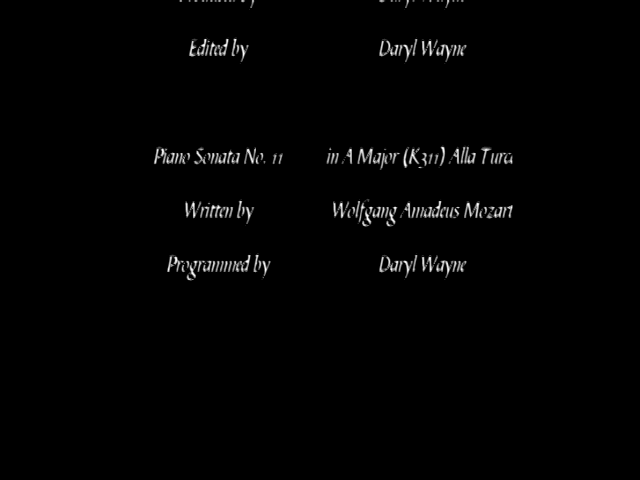 Edited by Daryl Wayne
Piano Sonata No. 11 in A Major (K311) Alla Turc
Written by Wolfgang Amadeus Mozart
Programmed by Daryl Wayne